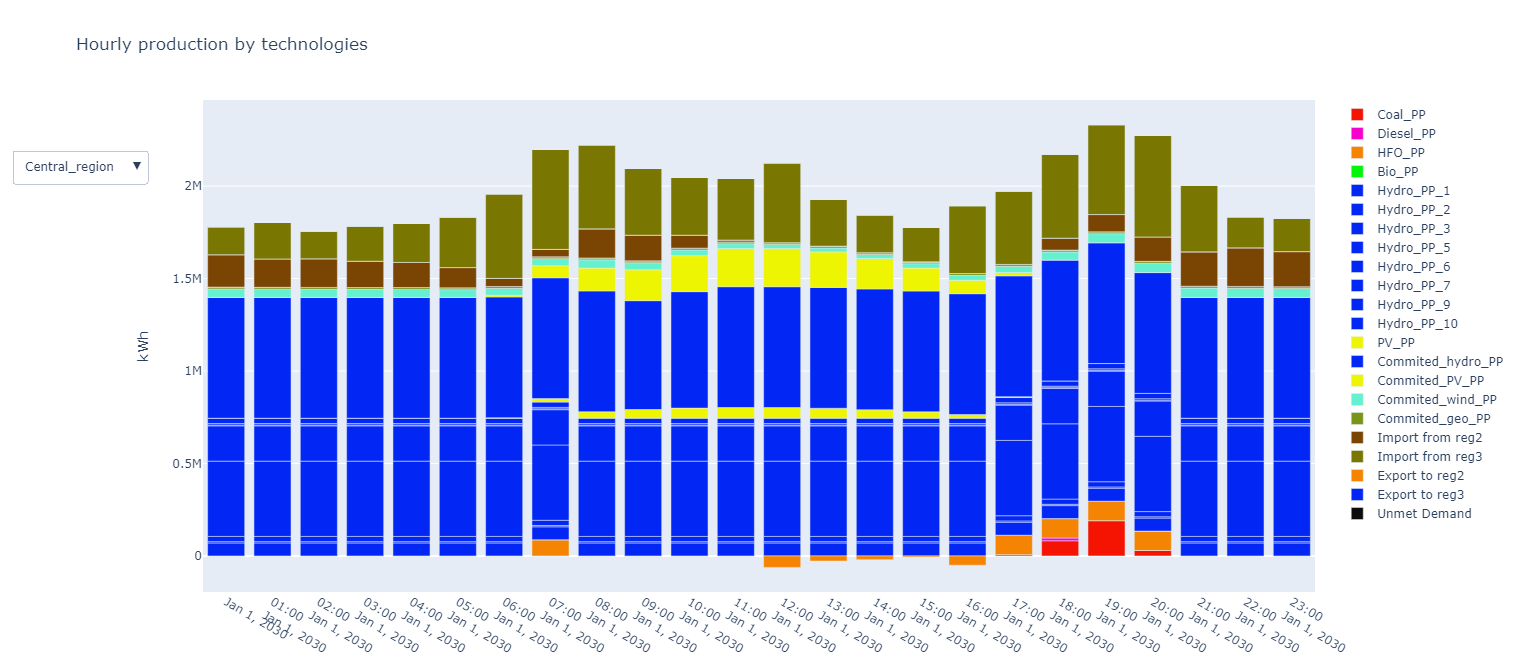 Hourly production by technologies
Central_region ▼
kWh
2M
1.5M
1M
0.5M
0
Jan 1, 2030
01:00
Jan 1, 2030
02:00
Jan 1, 2030
03:00
Jan 1, 2030
04:00
Jan 1, 2030
05:00
Jan 1, 2030
06:00
Jan 1, 2030
07:00
Jan 1, 2030
08:00
Jan 1, 2030
09:00
Jan 1, 2030
10:00
Jan 1, 2030
11:00
Jan 1, 2030
12:00
Jan 1, 2030
13:00
Jan 1, 2030
14:00
Jan 1, 2030
15:00
Jan 1, 2030
16:00
Jan 1, 2030
17:00
Jan 1, 2030
18:00
Jan 1, 2030
19:00
Jan 1, 2030
20:00
Jan 1, 2030
21:00
Jan 1, 2030
22:00
Jan 1, 2030
23:00
Jan 1, 2030
Coal_PP
Diesel_PP
HFO_PP
Bio_PP
Hydro_PP_1
Hydro_PP_2
Hydro_PP_3
Hydro_PP_5
Hydro_PP_6
Hydro_PP_7
Hydro_PP_9
Hydro_PP_10
PV_PP
Commited_hydro_PP
Commited_PV_PP
Commited_wind_PP
Commited_geo_PP
Import from reg2
Import from reg3
Export to reg2
Export to reg3
Unmet Demand